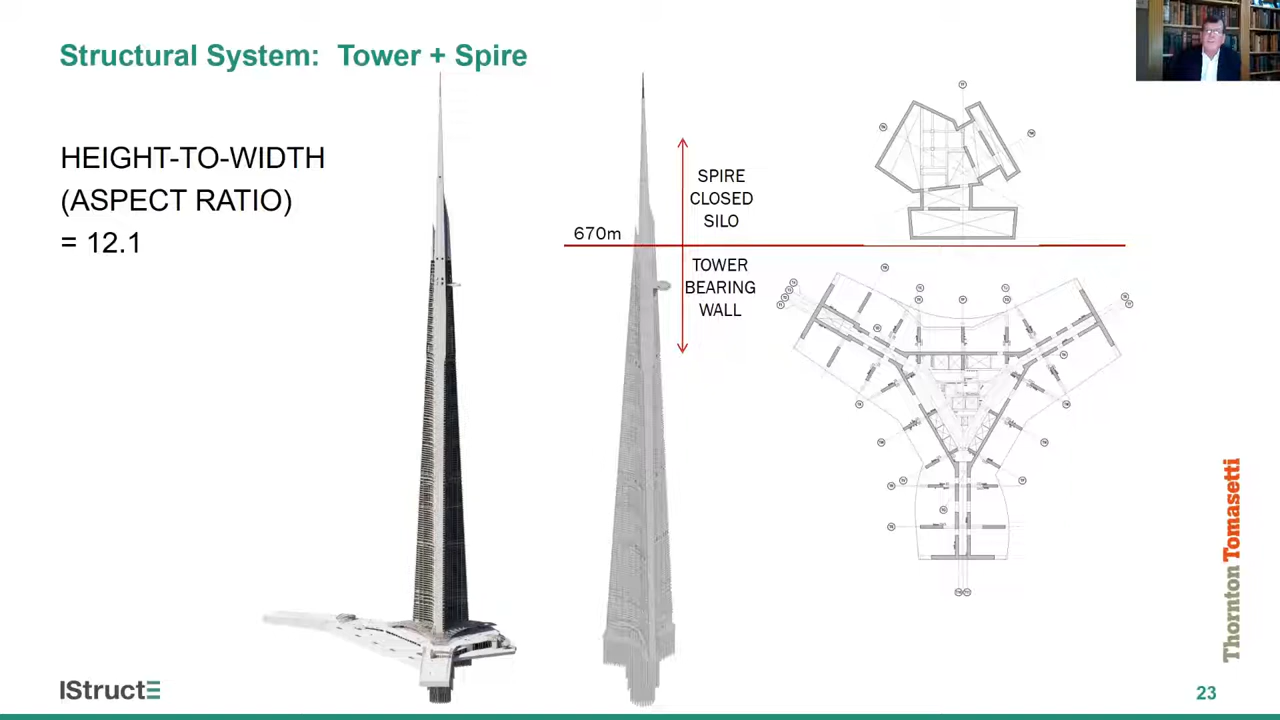 Structural System: Tower + Spire
HEIGHT-TO-WIDTH
(ASPECT RATIO)
= 12.1
670m
SPIRE
CLOSED
SILO
TOWER
BEARING
WALL
Thornton Tomasetti
IStructE
23